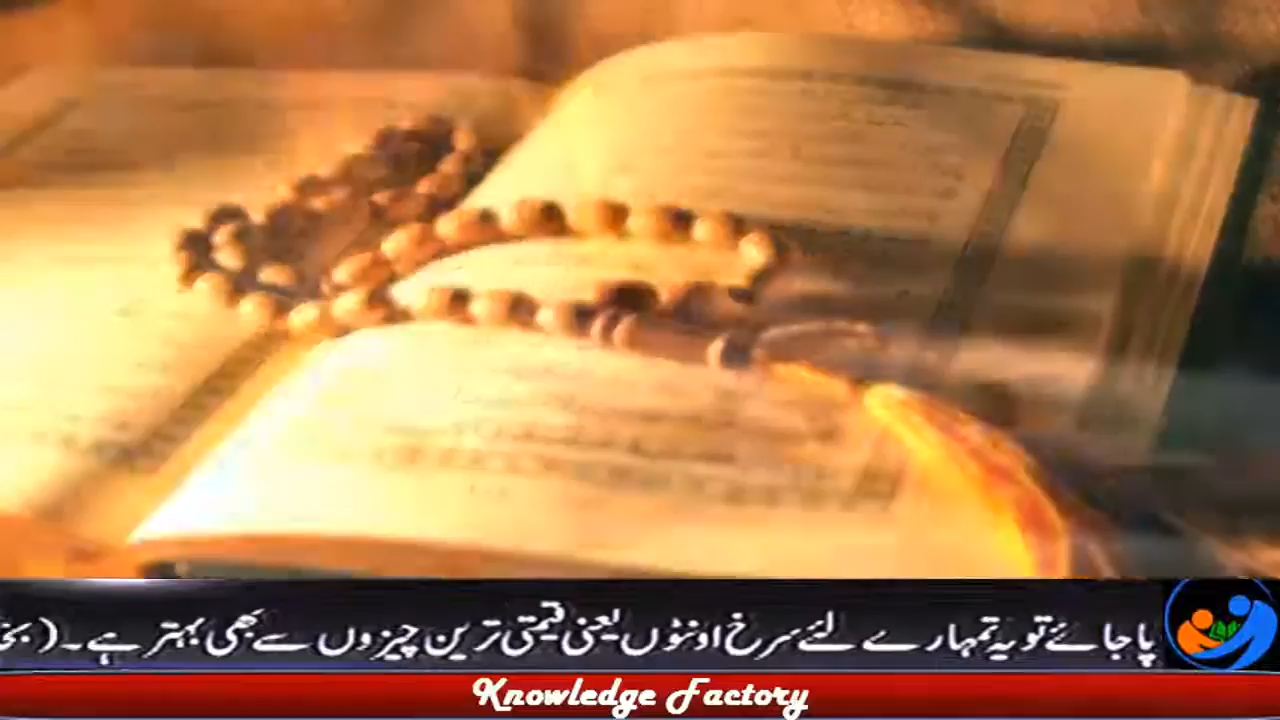 پا جائے تو یہ تمہارے لئے سرخ اونٹوں یعنی قیمتی ترین چیزوں سے بھی بہتر ہے۔ (
Knowledge Factory